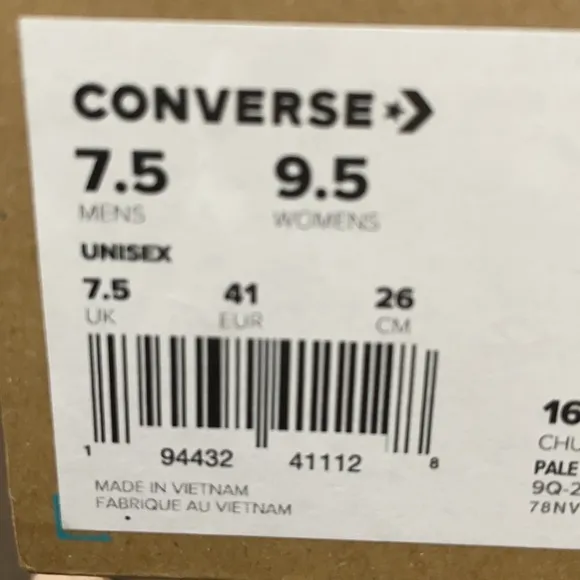 CONVERSE
7.5 9.5
MENS WOMENS
UNISEX
7.5 41 26
UK EUR CM
1 94432 41112 8
MADE IN VIETNAM
FABRIQUE AU VIETNAM
16
CHU
PALE
9Q-2
78NV